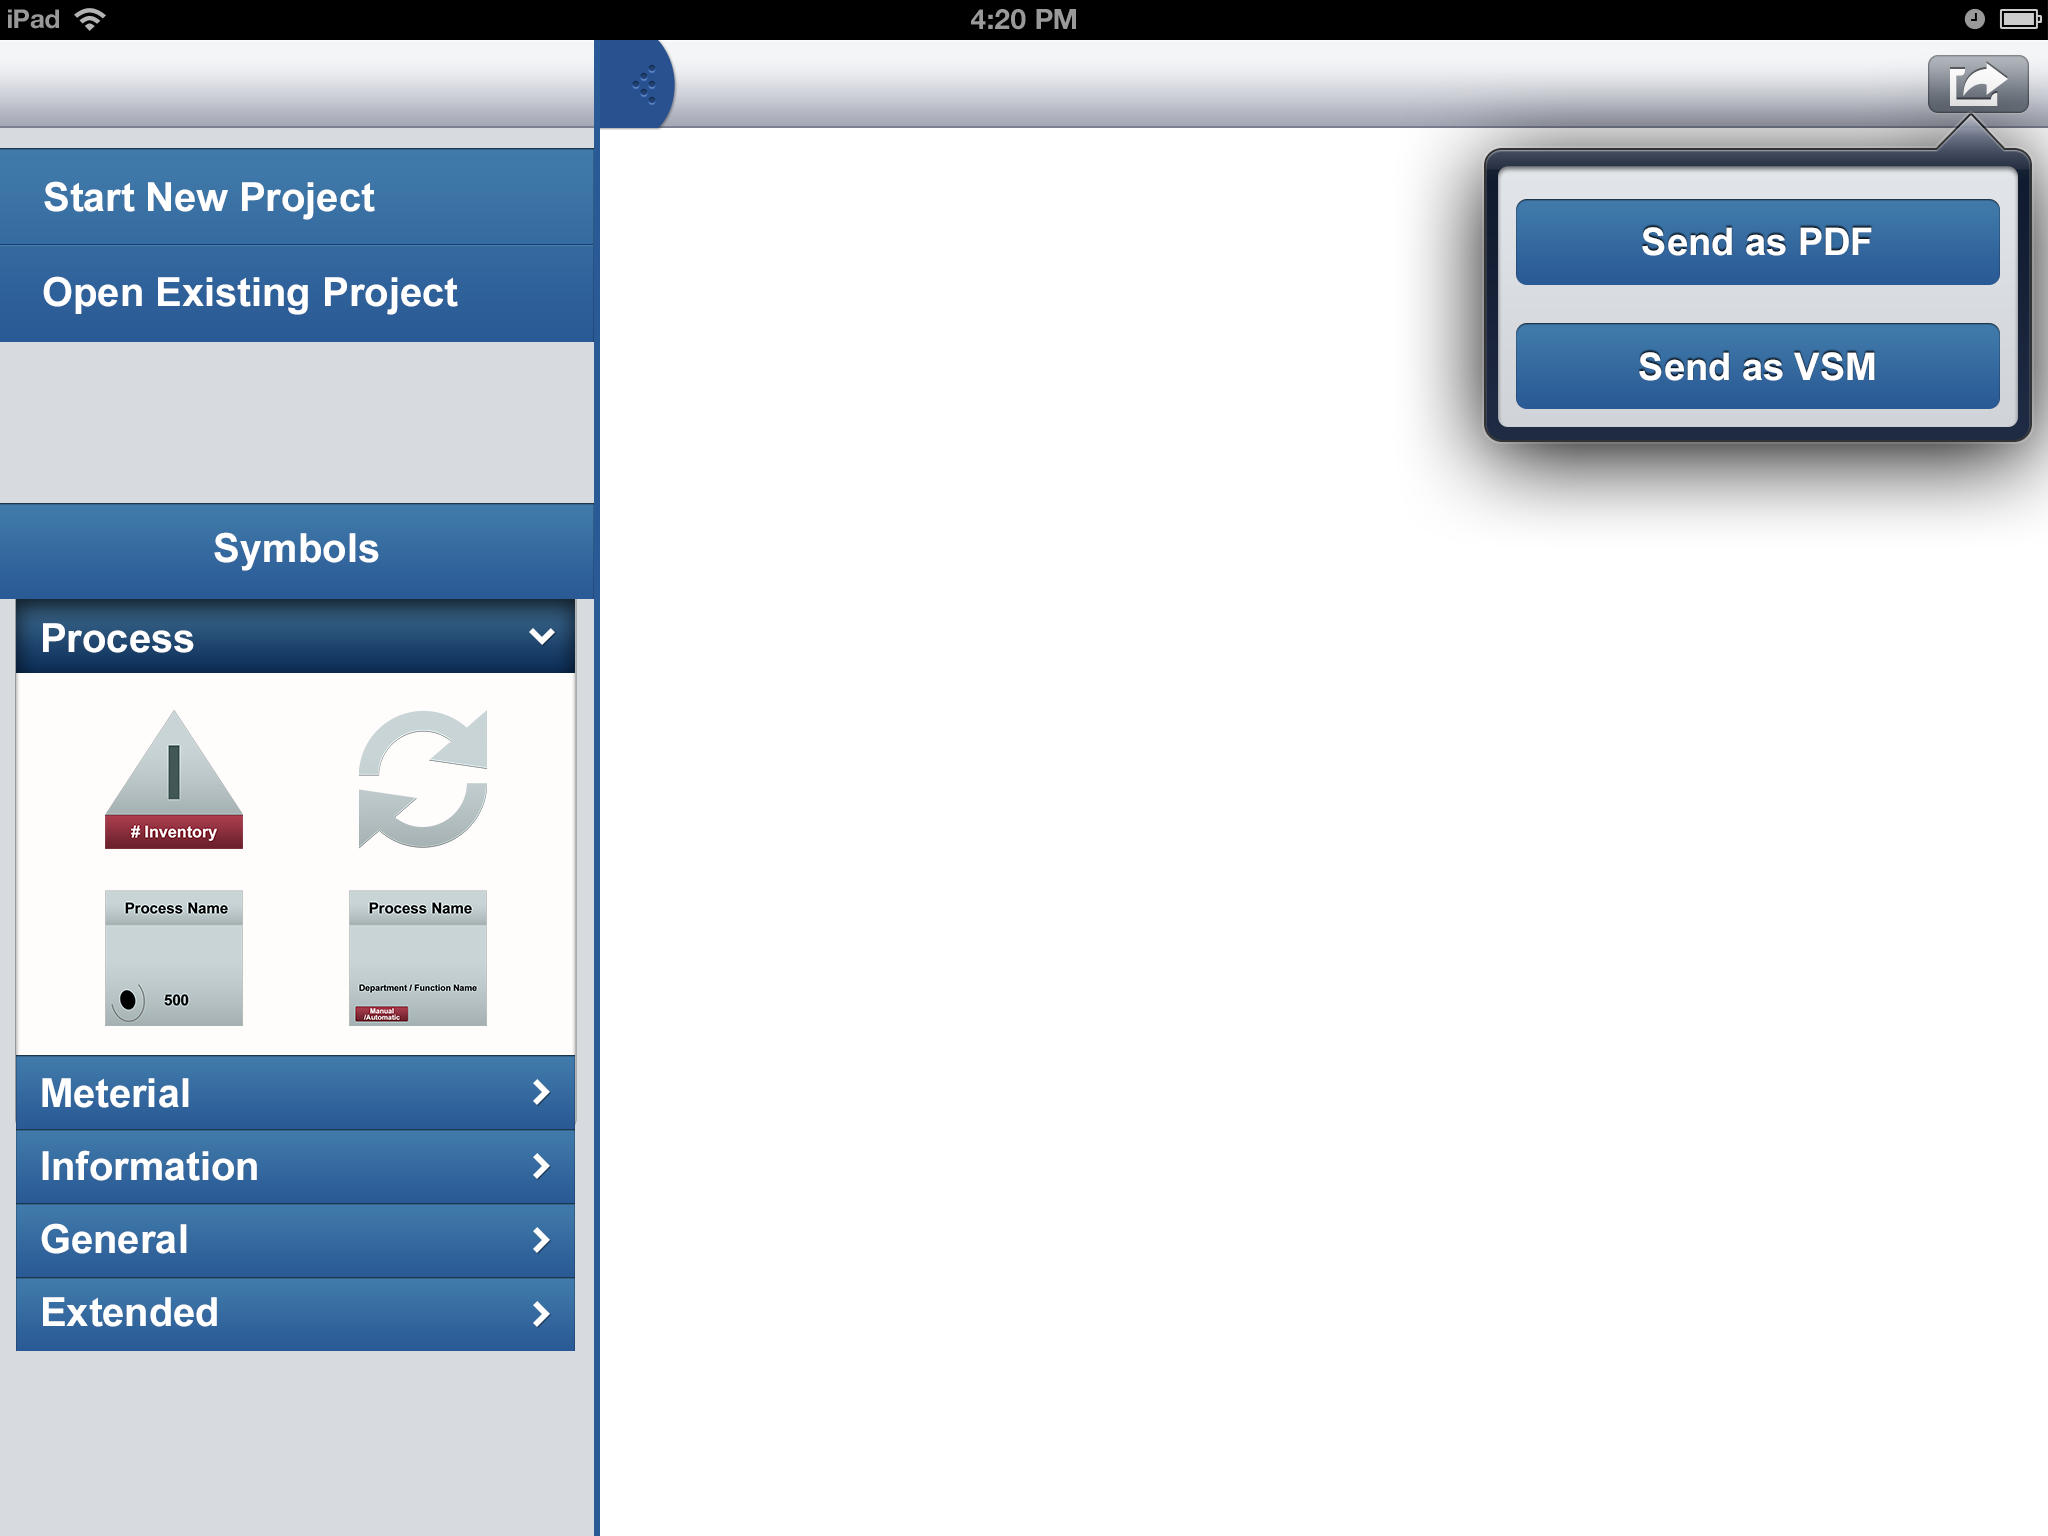 iPad
4:20 PM
Start New Project
Open Existing Project
Send as PDF
Send as VSM
Symbols
Process
I
# Inventory
Process Name
500
Process Name
Department / Function Name
Manual
/Automatic
Meterial
Information
General
Extended